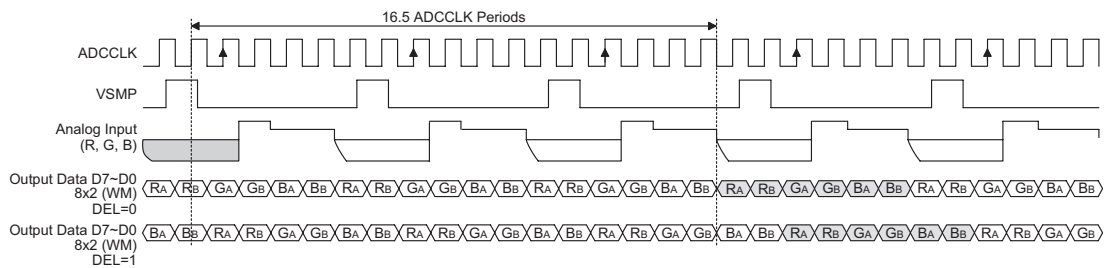 16.5 ADCCLK Periods
ADCCLK
VSMP
Analog Input
(R, G, B)
Output Data D7~D0
8x2 (WM)
DEL=0
RA RB GA GB BA BB RA RB GA GB BA BB RA RB GA GB BA BB RA RB GA GB BA BB RA RB GA GB BA BB
Output Data D7~D0
8x2 (WM)
DEL=1
BA BB RA RB GA GB BA BB RA RB GA GB BA BB RA RB GA GB BA BB RA RB GA GB BA BB RA RB GA GB